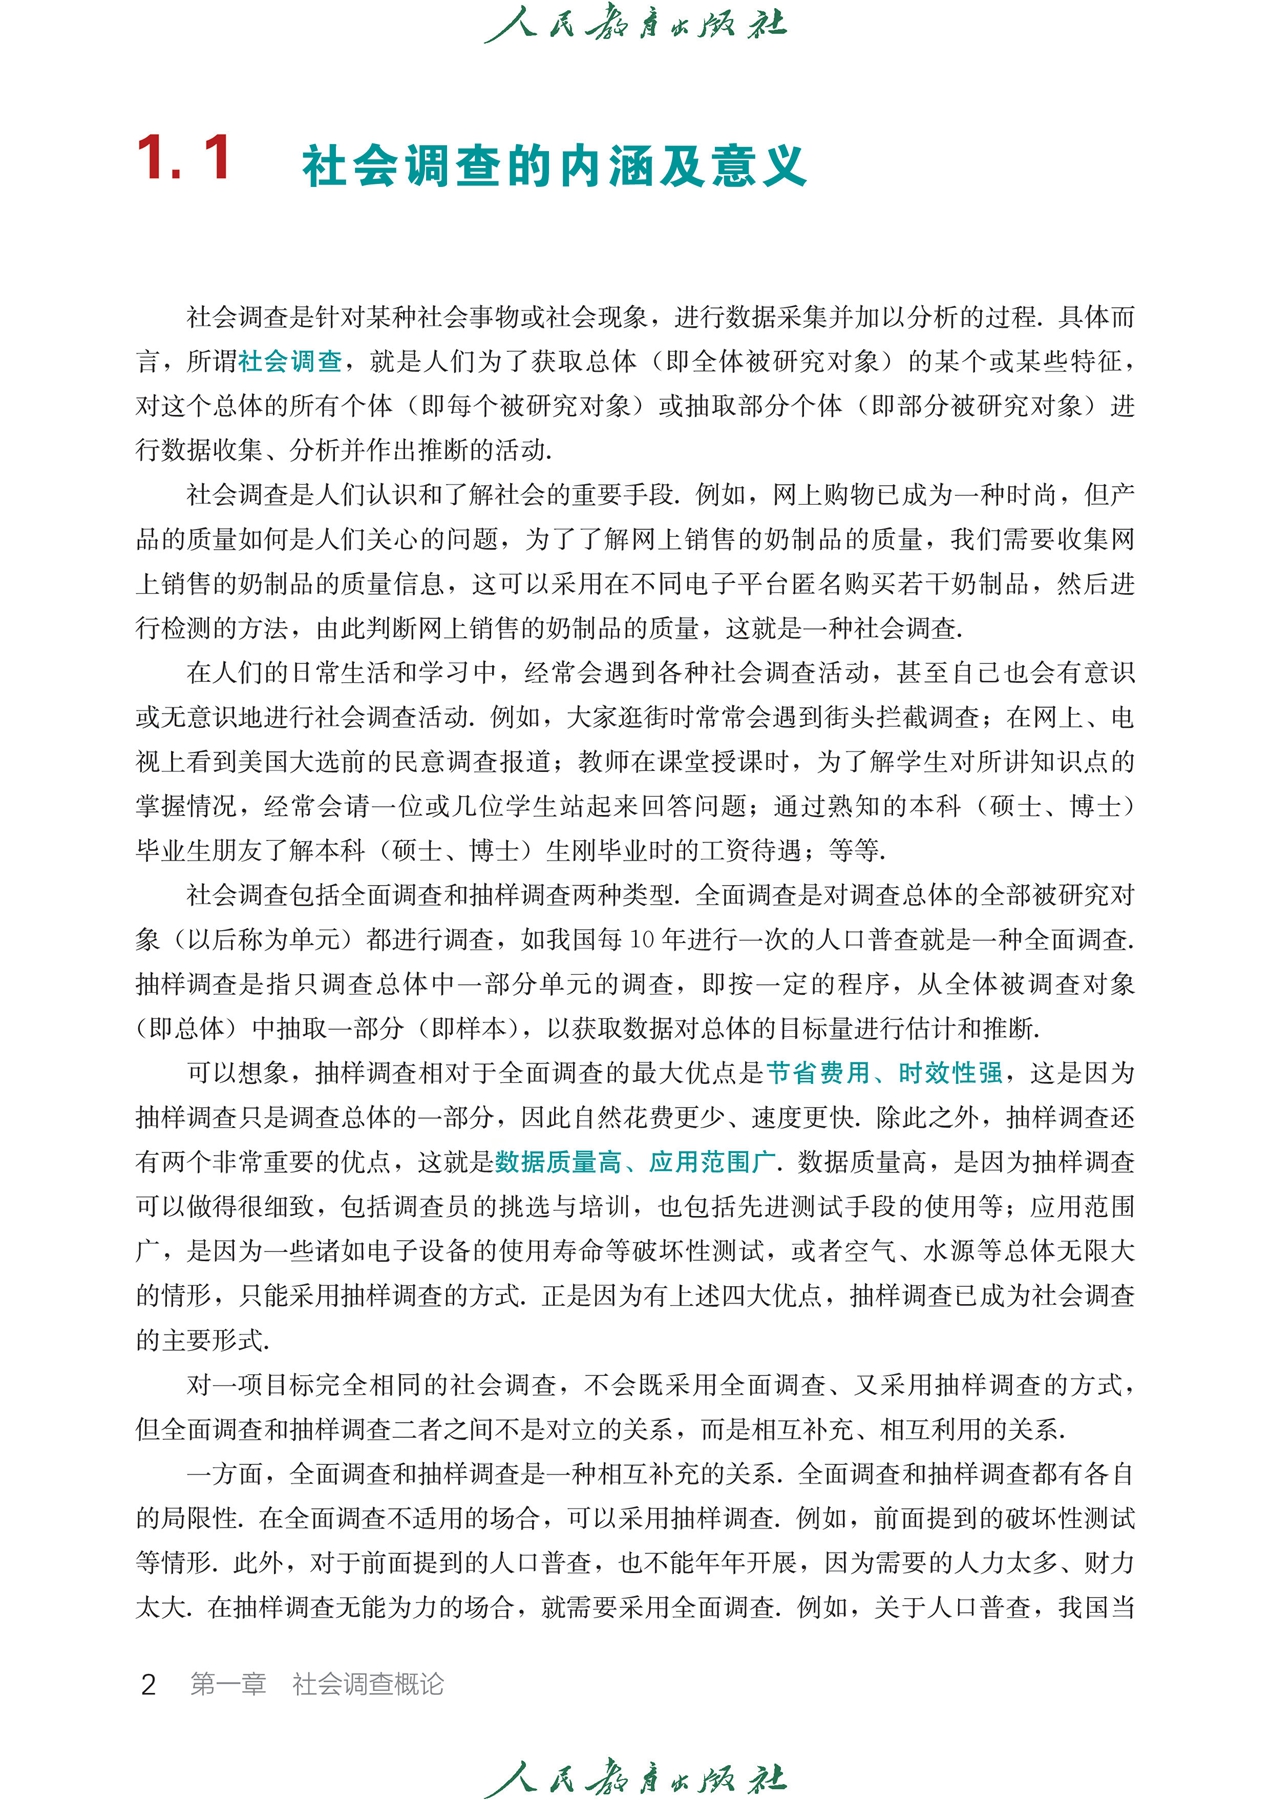 人民教育出版社
1.1 社会调查的内涵及意义
社会调查是针对某种社会事物或社会现象，进行数据采集并加以分析的过程. 具体而
言，所谓社会调查，就是人们为了获取总体（即全体被研究对象）的某个或某些特征，
对这个总体的所有个体（即每个被研究对象）或抽取部分个体（即部分被研究对象）进
行数据收集、分析并作出推断的活动.
社会调查是人们认识和了解社会的重要手段. 例如，网上购物已成为一种时尚，但产
品的质量如何是人们关心的问题，为了了解网上销售的奶制品的质量，我们需要收集网
上销售的奶制品的质量信息，这可以采用在不同电子平台匿名购买若干奶制品，然后进
行检测的方法，由此判断网上销售的奶制品的质量，这就是一种社会调查.
在人们的日常生活和学习中，经常会遇到各种社会调查活动，甚至自己也会有意识
或无意识地进行社会调查活动. 例如，大家逛街时常常会遇到街头拦截调查；在网上、电
视上看到美国大选前的民意调查报道；教师在课堂授课时，为了解学生对所讲知识点的
掌握情况，经常会请一位或几位学生站起来回答问题；通过熟知的本科（硕士、博士）
毕业生朋友了解本科（硕士、博士）生刚毕业时的工资待遇；等等.
社会调查包括全面调查和抽样调查两种类型. 全面调查是对调查总体的全部被研究对
象（以后称为单元）都进行调查，如我国每 10 年进行一次的人口普查就是一种全面调查.
抽样调查是指只调查总体中一部分单元的调查，即按一定的程序，从全体被调查对象
（即总体）中抽取一部分（即样本），以获取数据对总体的目标量进行估计和推断.
可以想象，抽样调查相对于全面调查的最大优点是节省费用、时效性强，这是因为
抽样调查只是调查总体的一部分，因此自然花费更少、速度更快. 除此之外，抽样调查还
有两个非常重要的优点，这就是数据质量高、应用范围广. 数据质量高，是因为抽样调查
可以做得很细致，包括调查员的挑选与培训，也包括先进测试手段的使用等；应用范围
广，是因为一些诸如电子设备的使用寿命等破坏性测试，或者空气、水源等总体无限大
的情形，只能采用抽样调查的方式. 正是因为有上述四大优点，抽样调查已成为社会调查
的主要形式.
对一项目标完全相同的社会调查，不会既采用全面调查、又采用抽样调查的方式，
但全面调查和抽样调查二者之间不是对立的关系，而是相互补充、相互利用的关系.
一方面，全面调查和抽样调查是一种相互补充的关系. 全面调查和抽样调查都有各自
的局限性. 在全面调查不适用的场合，可以采用抽样调查. 例如，前面提到的破坏性测试
等情形. 此外，对于前面提到的人口普查，也不能年年开展，因为需要的人力太多、财力
太大. 在抽样调查无能为力的场合，就需要采用全面调查. 例如，关于人口普查，我国当
2 第一章 社会调查概论
人民教育出版社